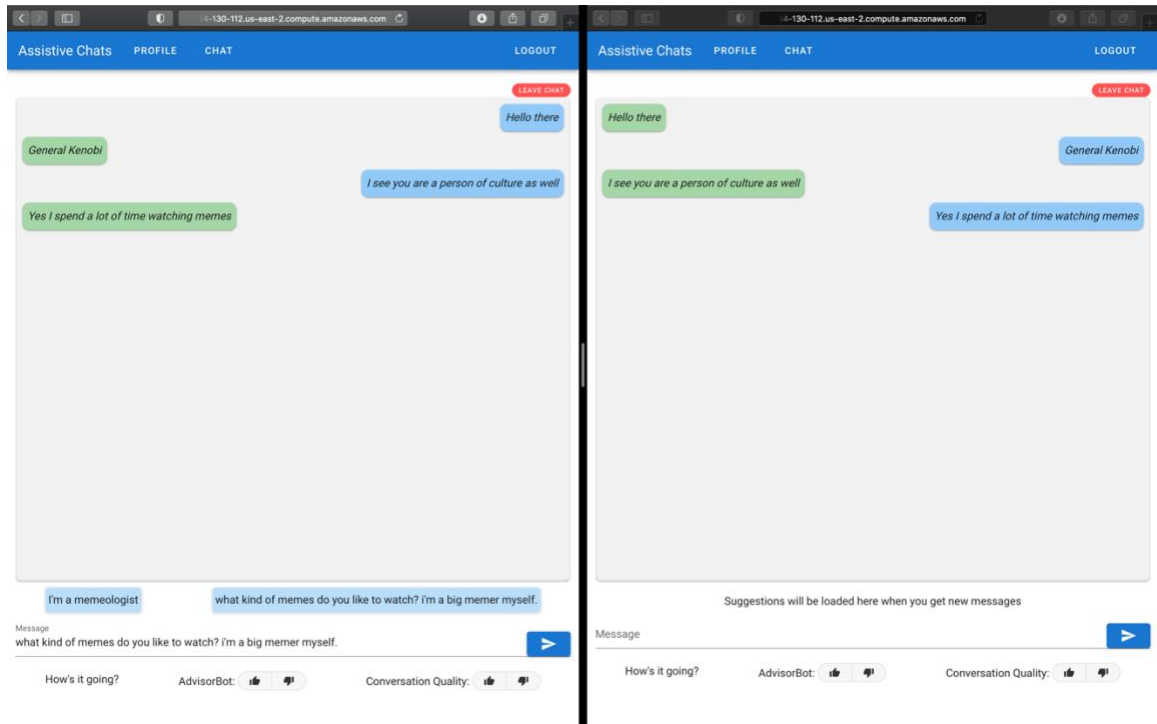 4-130-112.us-east-2.compute.amazonaws.com
Assistive Chats PROFILE CHAT LOGOUT
LEAVE CHAT
Hello there
General Kenobi
I see you are a person of culture as well
Yes I spend a lot of time watching memes
I'm a memeologist what kind of memes do you like to watch? i'm a big memer myself.
Message
what kind of memes do you like to watch? i'm a big memer myself.
How's it going? AdvisorBot: Conversation Quality:
4-130-112.us-east-2.compute.amazonaws.com
Assistive Chats PROFILE CHAT LOGOUT
LEAVE CHAT
Hello there
General Kenobi
I see you are a person of culture as well
Yes I spend a lot of time watching memes
Suggestions will be loaded here when you get new messages
Message
How's it going? AdvisorBot: Conversation Quality: